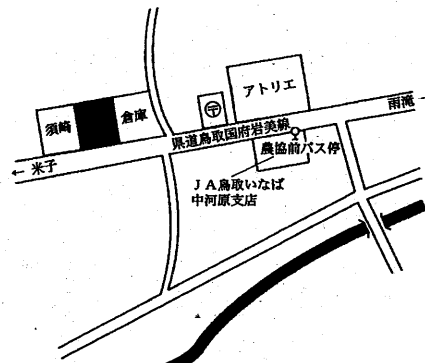 アトリエ
雨滝
〒
須崎
倉庫
県道鳥取国府岩美線
← 米子
農協前バス停
JA鳥取いなば
中河原支店